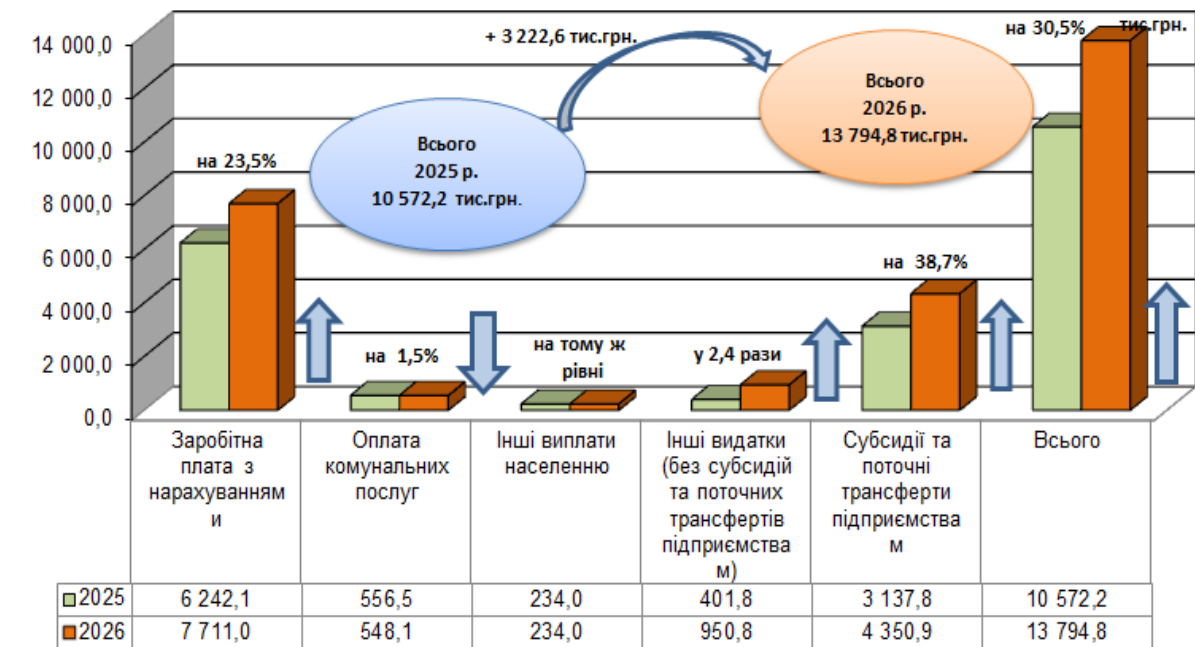 14 000,0
12 000,0
10 000,0
8 000,0
6 000,0
4 000,0
2 000,0
0,0
+ 3 222,6 тис.грн.
на 30,5%
тис.грн.
Всього
2025 р.
10 572,2 тис.грн.
Всього
2026 р.
13 794,8 тис.грн.
на 23,5%
на 1,5%
на тому ж
рівні
у 2,4 рази
на 38,7%
Заробітна
плата з
нарахуванням
и
Оплата
комунальних
послуг
Інші виплати
населенню
Інші видатки
(без субсидій
та поточних
трансфертів
підприємства
м)
Субсидії та
поточні
трансферти
підприємства
м
Всього
2025 6 242,1 556,5 234,0 401,8 3 137,8 10 572,2
2026 7 711,0 548,1 234,0 950,8 4 350,9 13 794,8